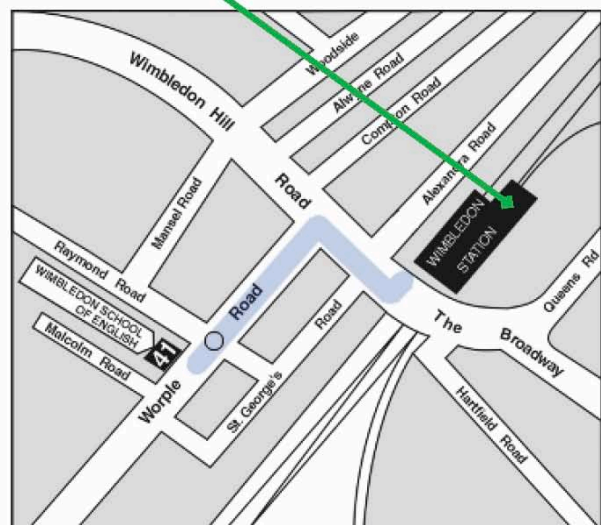 Woodside
Wimbledon Hill
Road
Alwyne Road
Compton Road
Alexandra Road
Mansel Road
WIMBLEDON
STATION
Raymond Road
WIMBLEDON SCHOOL
OF ENGLISH
41
Malcolm Road
Worple
Road
St. George's
Road
The
Broadway
Queens Rd
Hartfield Road